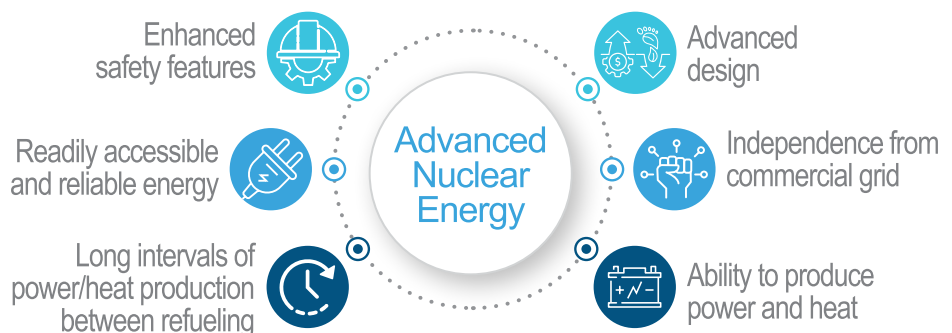 Enhanced
safety features
Readily accessible
and reliable energy
Long intervals of
power/heat production
between refueling
Advanced
Nuclear
Energy
$
Advanced
design
Independence from
commercial grid
+ −
Ability to produce
power and heat